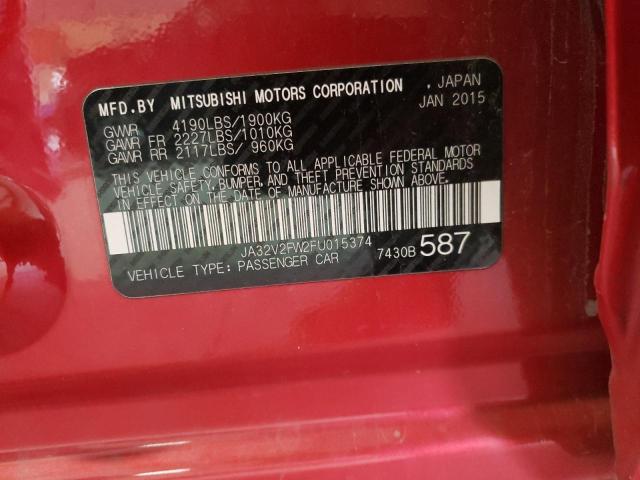 MFD.BY MITSUBISHI MOTORS CORPORATION , JAPAN
JAN 2015
GVWR 4190LBS/1900KG
GAWR FR 2227LBS/1010KG
GAWR RR 2117LBS/ 960KG
THIS VEHICLE CONFORMS TO ALL APPLICABLE FEDERAL MOTOR
VEHICLE SAFETY, BUMPER, AND THEFT PREVENTION STANDARDS
IN EFFECT ON THE DATE OF MANUFACTURE SHOWN ABOVE.
JA32V2FW2FU015374
VEHICLE TYPE: PASSENGER CAR 7430B 587